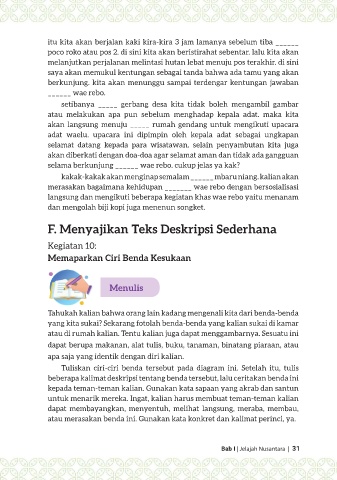 itu kita akan berjalan kaki kira-kira 3 jam lamanya sebelum tiba ______
poco roko atau pos 2. di sini kita akan beristirahat sebentar. lalu kita akan
melanjutkan perjalanan melintasi hutan lebat menuju pos terakhir. di sini
saya akan memukul kentungan sebagai tanda bahwa ada tamu yang akan
berkunjung. kita akan menunggu sampai terdengar kentungan jawaban
______ wae rebo.
setibanya _____ gerbang desa kita tidak boleh mengambil gambar
atau melakukan apa pun sebelum menghadap kepala adat. maka kita
akan langsung menuju _____ rumah gendang untuk mengikuti upacara
adat waelu. upacara ini dipimpin oleh kepala adat sebagai ungkapan
selamat datang kepada para wisatawan. selain penyambutan kita juga
akan diberkati dengan doa-doa agar selamat aman dan tidak ada gangguan
selama berkunjung ______ wae rebo. cukup jelas ya kak?
kakak-kakak akan menginap semalam ______ mbaru niang. kalian akan
merasakan bagaimana kehidupan _______ wae rebo dengan bersosialisasi
langsung dan mengikuti beberapa kegiatan khas wae rebo yaitu menanam
dan mengolah biji kopi juga menenun songket.
F. Menyajikan Teks Deskripsi Sederhana
Kegiatan 10:
Memaparkan Ciri Benda Kesukaan
Menulis
Tahukah kalian bahwa orang lain kadang mengenali kita dari benda-benda
yang kita sukai? Sekarang fotolah benda-benda yang kalian sukai di kamar
atau di rumah kalian. Tentu kalian juga dapat menggambarnya. Sesuatu ini
dapat berupa makanan, alat tulis, buku, tanaman, binatang piaraan, atau
apa saja yang identik dengan diri kalian.
Tuliskan ciri-ciri benda tersebut pada diagram ini. Setelah itu, tulis
beberapa kalimat deskripsi tentang benda tersebut, lalu ceritakan benda ini
kepada teman-teman kalian. Gunakan kata sapaan yang akrab dan santun
untuk menarik mereka. Ingat, kalian harus membuat teman-teman kalian
dapat membayangkan, menyentuh, melihat langsung, meraba, membau,
atau merasakan benda ini. Gunakan kata konkret dan kalimat perinci, ya.
Bab I | Jelajah Nusantara | 31